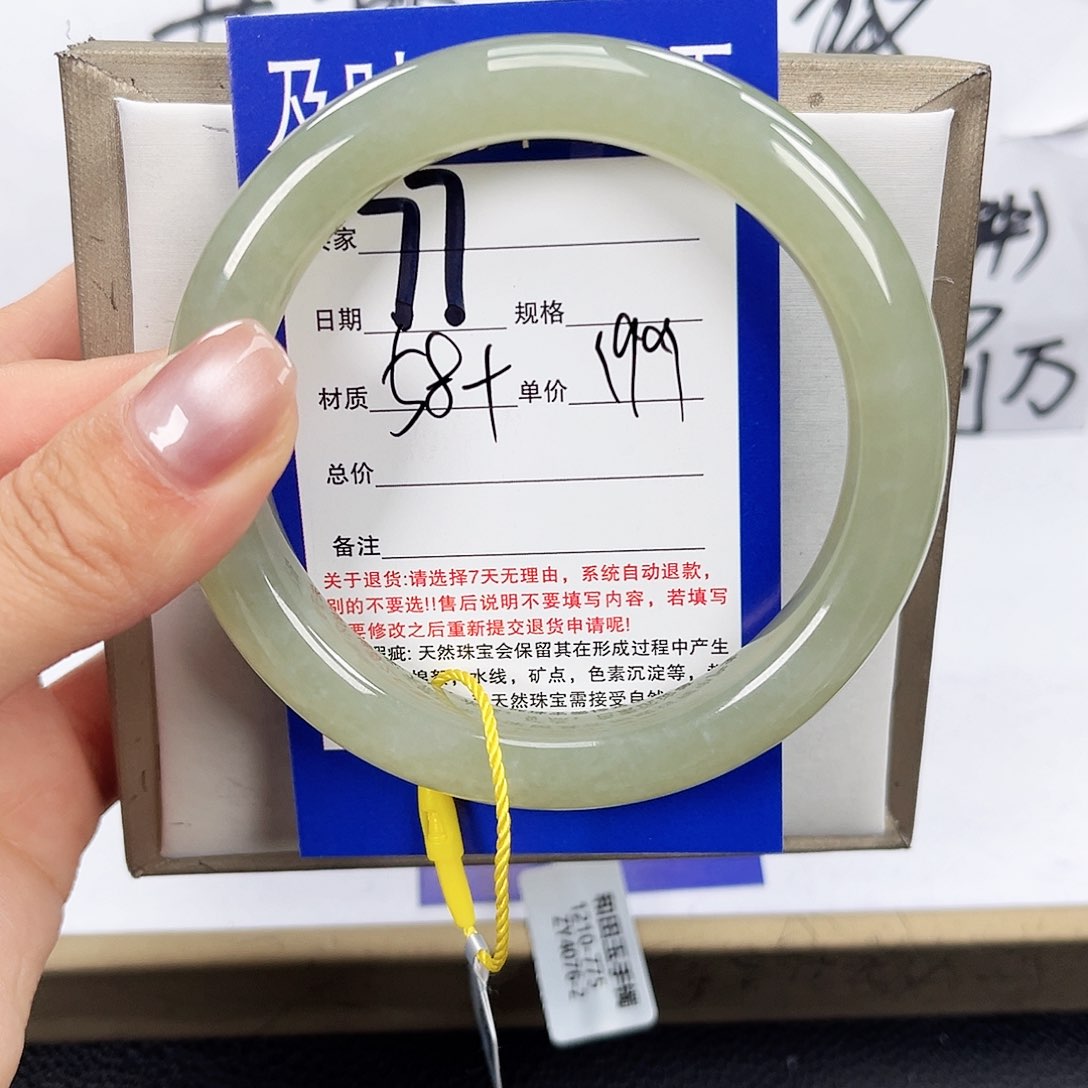 及
77
家
日期 规格
58+ 199
材质 单价
总价
备注
关于退货:请选择7天无理由，系统自动退款，
别的不要选!!售后说明不要填写内容，若填写
要修改之后重新提交退货申请呢!
瑕疵: 天然珠宝会保留其在形成过程中产生
水线，矿点，色素沉淀等，
天然珠宝需接受自然
万
和田玉手镯
1210-775
ZY4076-2